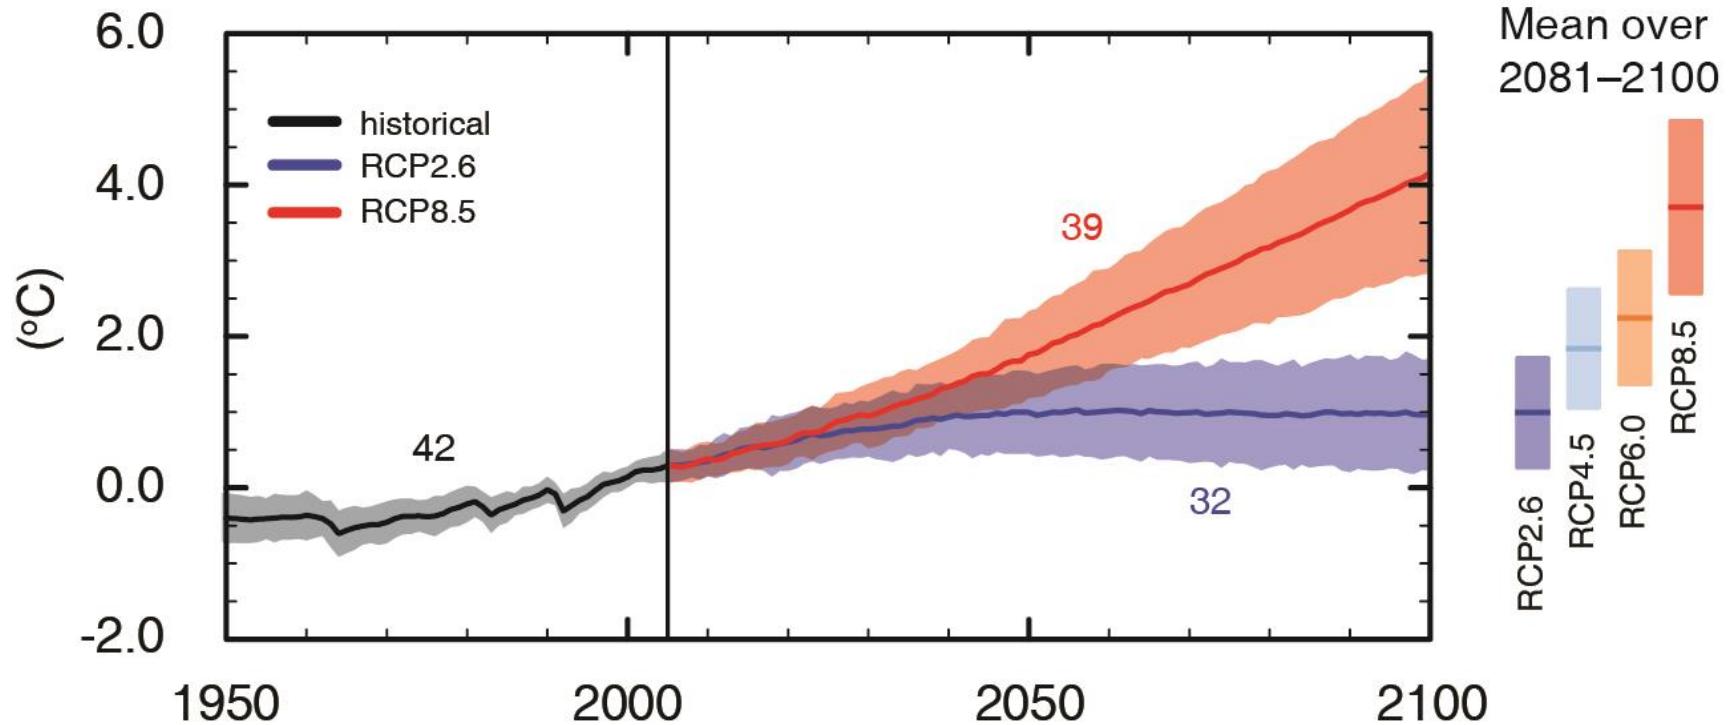 6.0
4.0
2.0
0.0
-2.0
(°C)
1950
2000
2050
2100
historical
RCP2.6
RCP8.5
42
39
32
Mean over
2081–2100
RCP2.6
RCP4.5
RCP6.0
RCP8.5